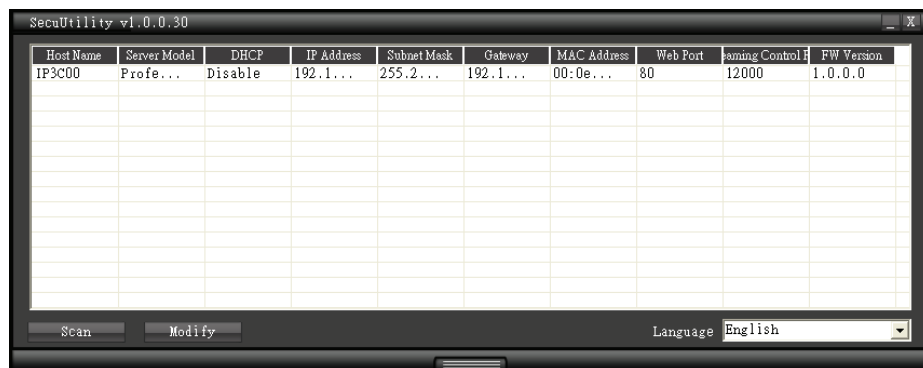 SecuUtility v1.0.0.30 _ X
Host Name Server Model DHCP IP Address Subnet Mask Gateway MAC Address Web Port eaming Control P FW Version
IP3C00 Profe... Disable 192.1... 255.2... 192.1... 00:0e... 80 12000 1.0.0.0
Scan Modify Language English